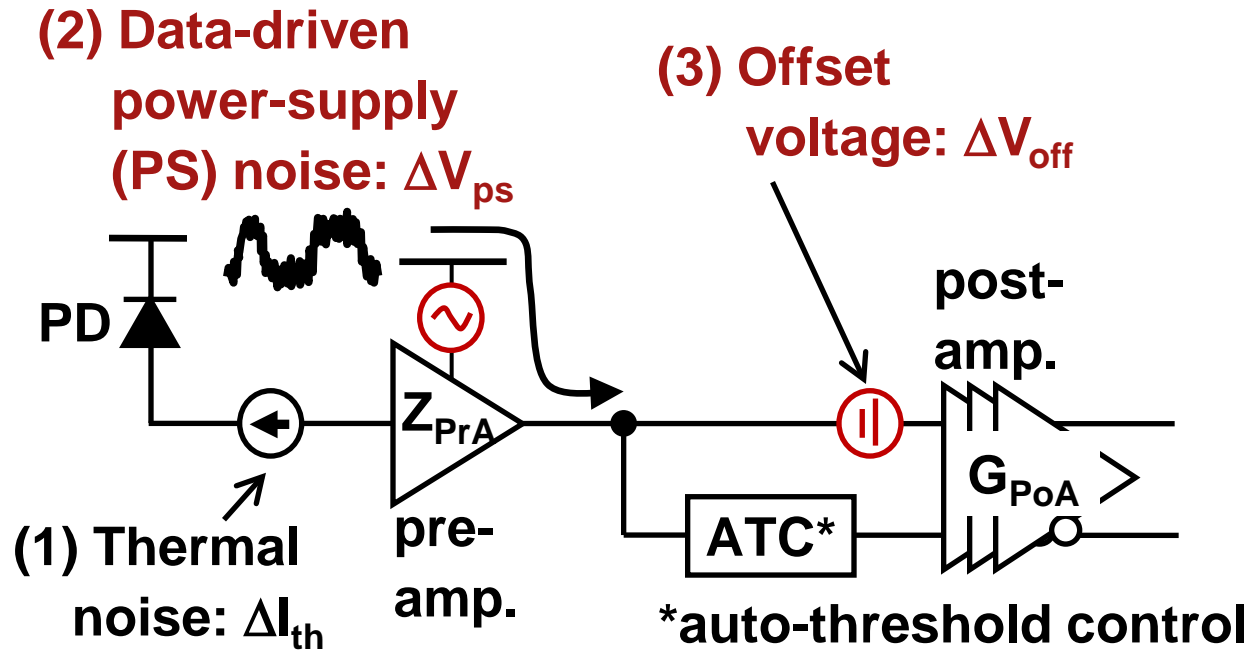 (2) Data-driven
power-supply
(PS) noise: ΔVps
(3) Offset
voltage: ΔVoff
PD
ZPrA
post-
amp.
GPoA
ATC*
pre-
amp.
(1) Thermal
noise: ΔIth
*auto-threshold control